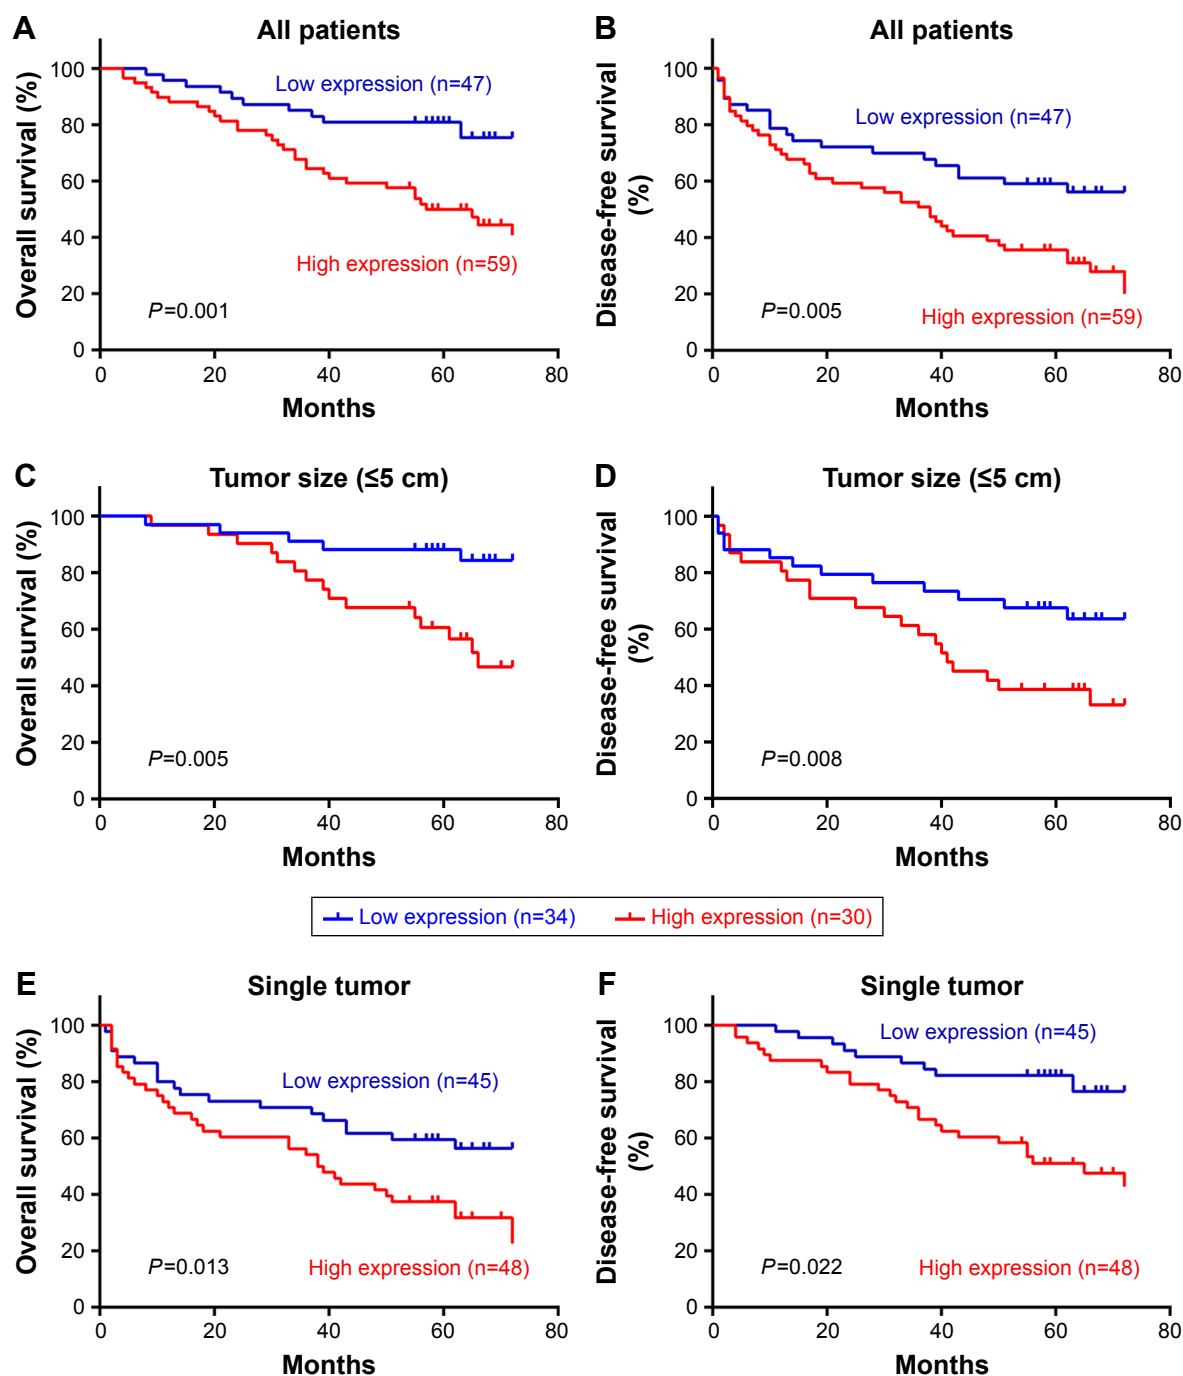 A
All patients
Overall survival (%)
100
80
60
40
20
0
Low expression (n=47)
High expression (n=59)
P=0.001
0 20 40 60 80
Months
B
All patients
Disease-free survival
(%)
100
80
60
40
20
0
Low expression (n=47)
High expression (n=59)
P=0.005
0 20 40 60 80
Months
C
Tumor size (≤5 cm)
Overall survival (%)
100
80
60
40
20
0
P=0.005
0 20 40 60 80
Months
D
Tumor size (≤5 cm)
Disease-free survival
(%)
100
80
60
40
20
0
P=0.008
0 20 40 60 80
Months
Low expression (n=34) High expression (n=30)
E
Single tumor
Overall survival (%)
100
80
60
40
20
0
Low expression (n=45)
P=0.013
High expression (n=48)
0 20 40 60 80
Months
F
Single tumor
Disease-free survival
(%)
100
80
60
40
20
0
Low expression (n=45)
P=0.022
High expression (n=48)
0 20 40 60 80
Months